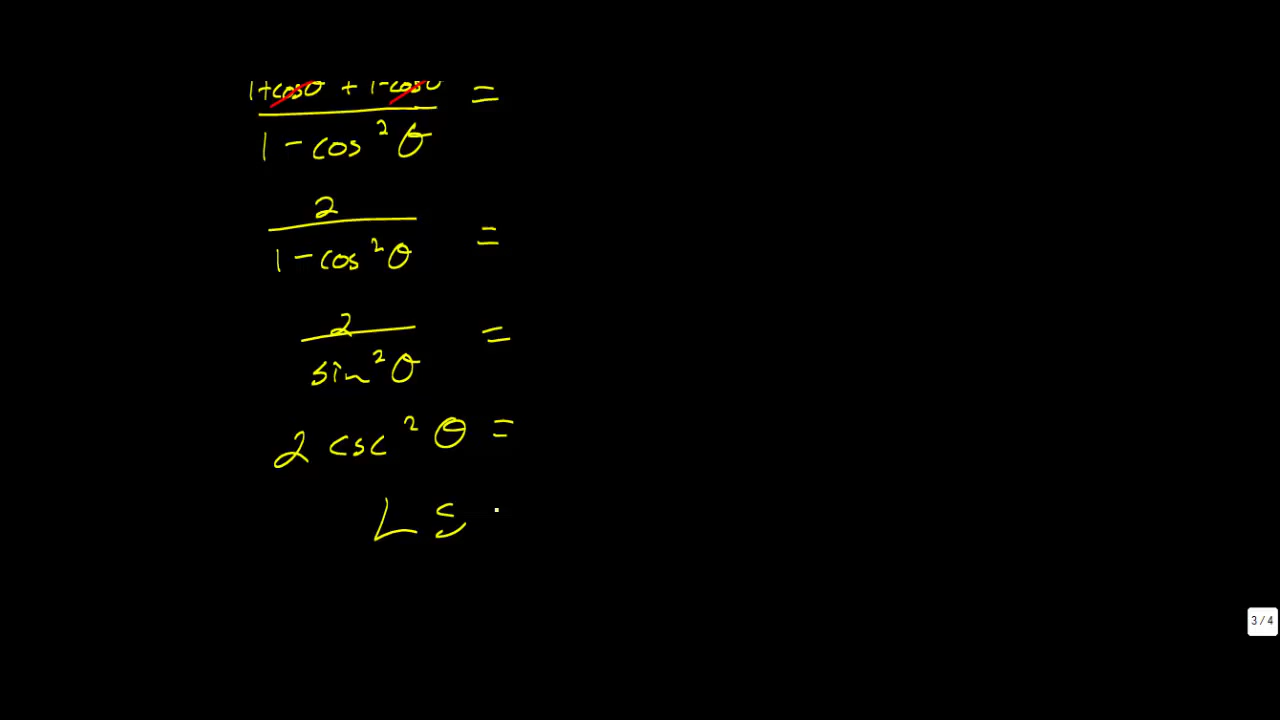 1+cosθ + 1-cosθ =
1 - cos²θ
2
1 - cos²θ =
2
sin²θ =
2 csc²θ =
LS
3 / 4